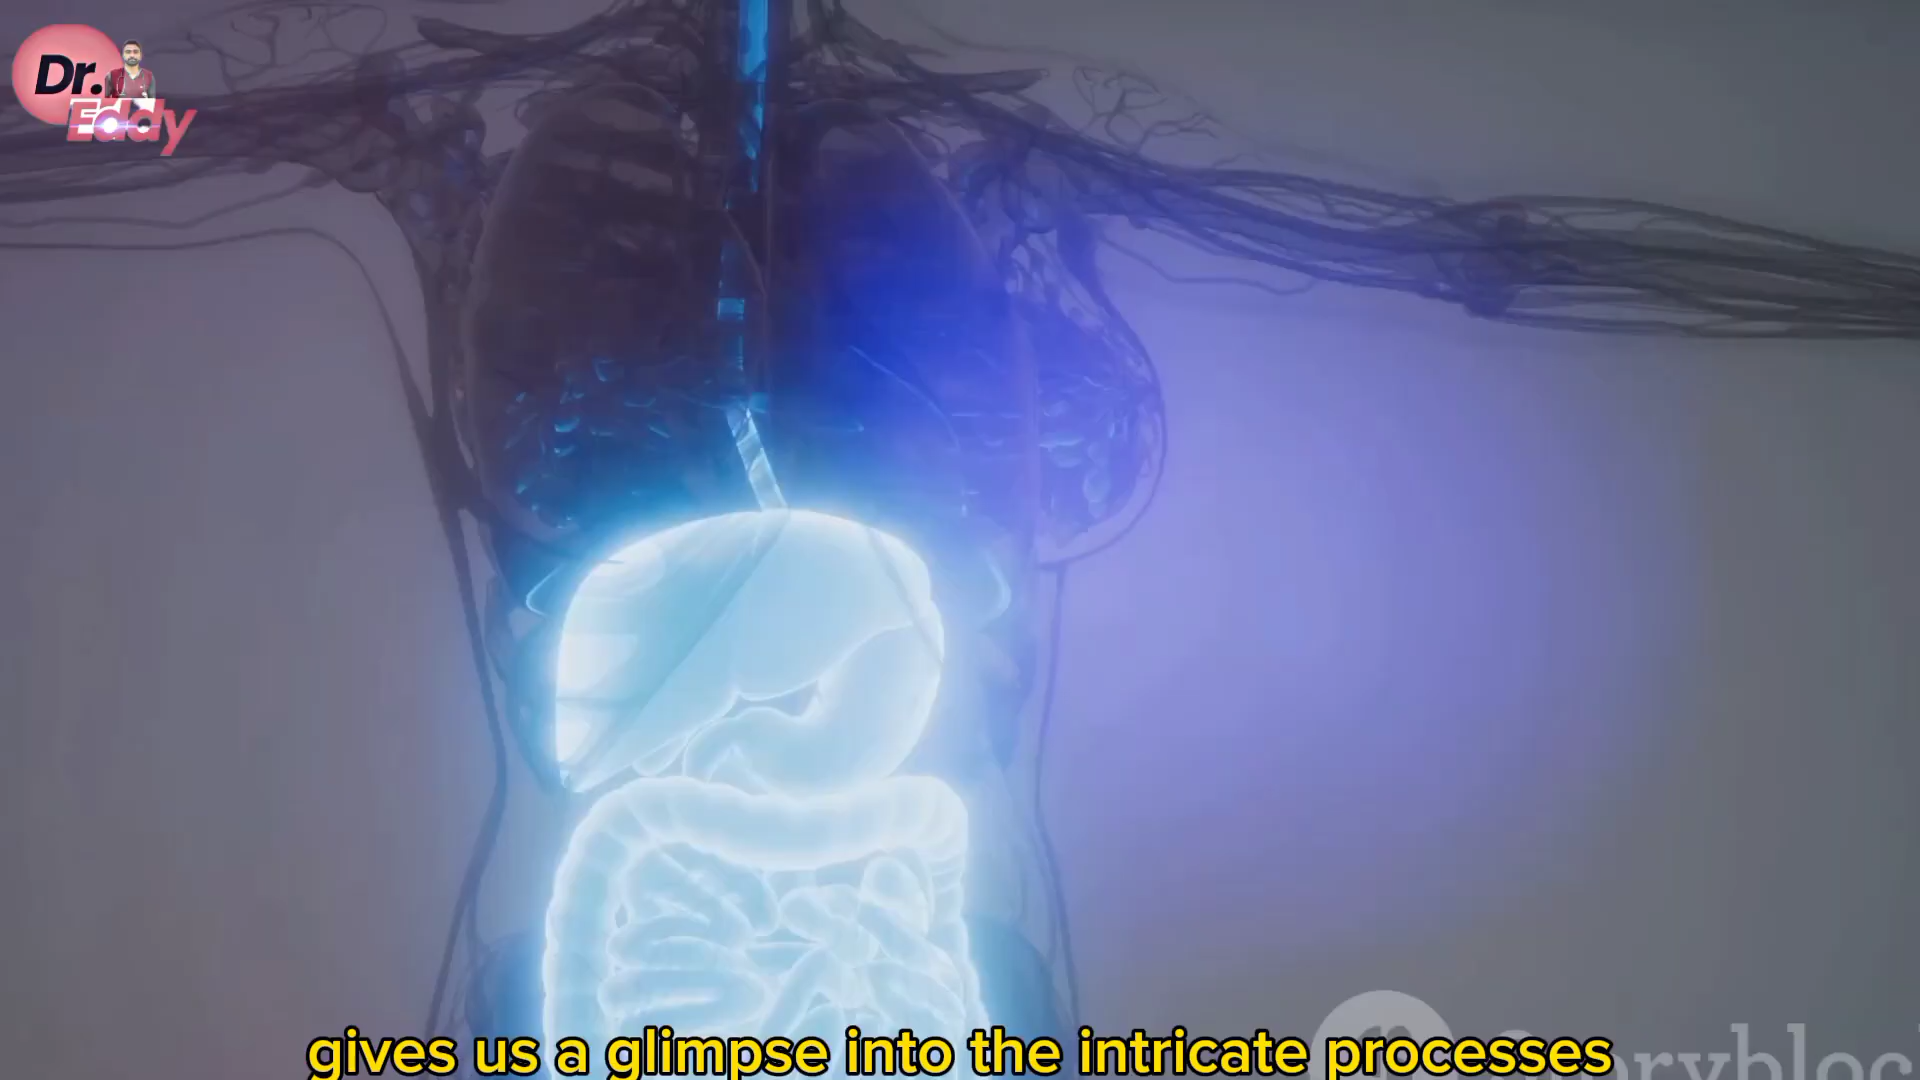 Dr.
Eddy
gives us a glimpse into the intricate processes